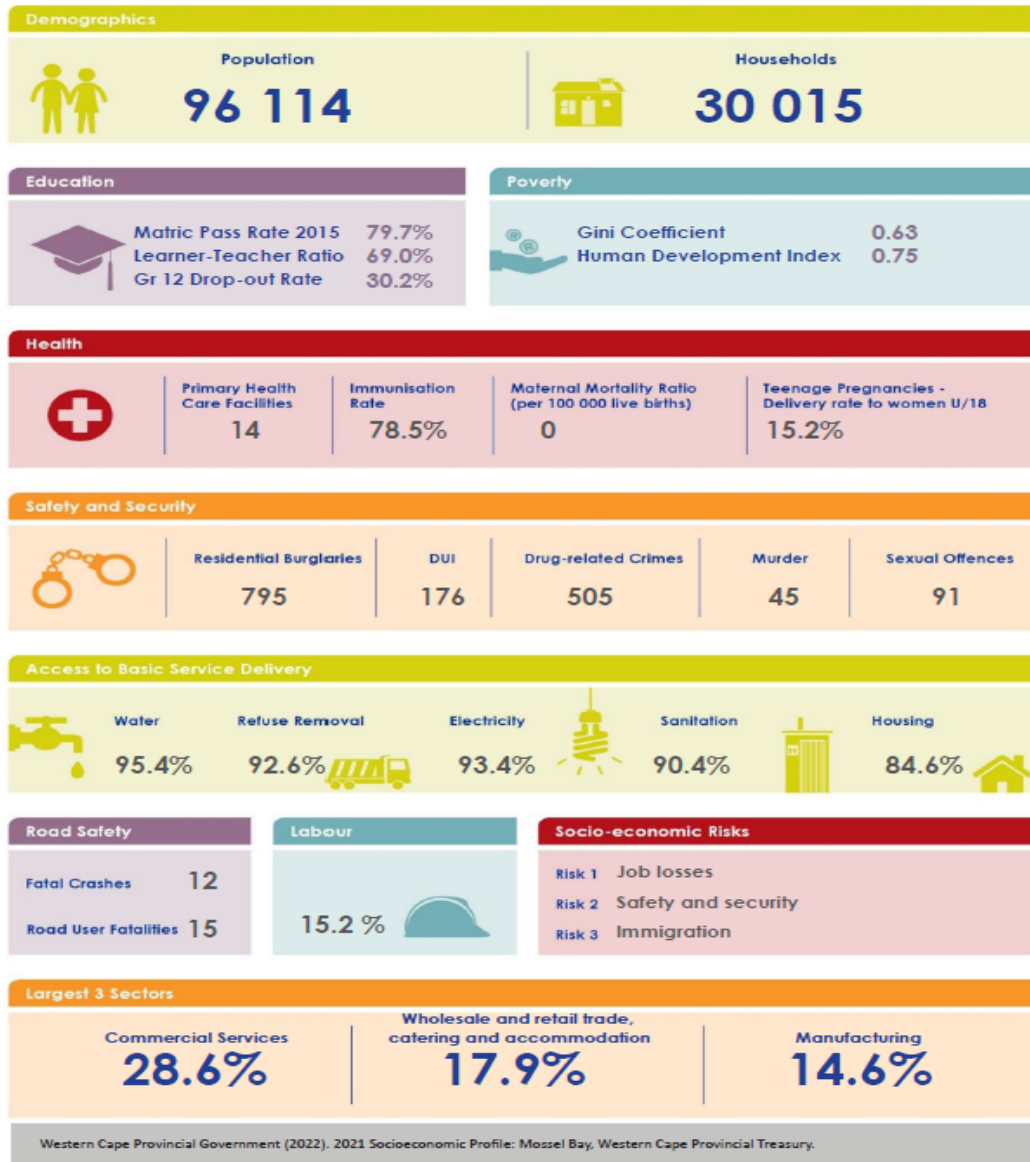 Demographics
Population
96 114
Households
30 015
Education
Matric Pass Rate 2015 79.7%
Learner-Teacher Ratio 69.0%
Gr 12 Drop-out Rate 30.2%
Poverty
Gini Coefficient 0.63
Human Development Index 0.75
Health
Primary Health
Care Facilities
14
Immunisation
Rate
78.5%
Maternal Mortality Ratio
(per 100 000 live births)
0
Teenage Pregnancies -
Delivery rate to women U/18
15.2%
Safety and Security
Residential Burglaries
795
DUI
176
Drug-related Crimes
505
Murder
45
Sexual Offences
91
Access to Basic Service Delivery
Water
95.4%
Refuse Removal
92.6%
Electricity
93.4%
Sanitation
90.4%
Housing
84.6%
Road Safety
Fatal Crashes 12
Road User Fatalities 15
Labour
15.2 %
Socio-economic Risks
Risk 1 Job losses
Risk 2 Safety and security
Risk 3 Immigration
Largest 3 Sectors
Commercial Services
28.6%
Wholesale and retail trade,
catering and accommodation
17.9%
Manufacturing
14.6%
Western Cape Provincial Government (2022). 2021 Socioeconomic Profile: Mossel Bay, Western Cape Provincial Treasury.